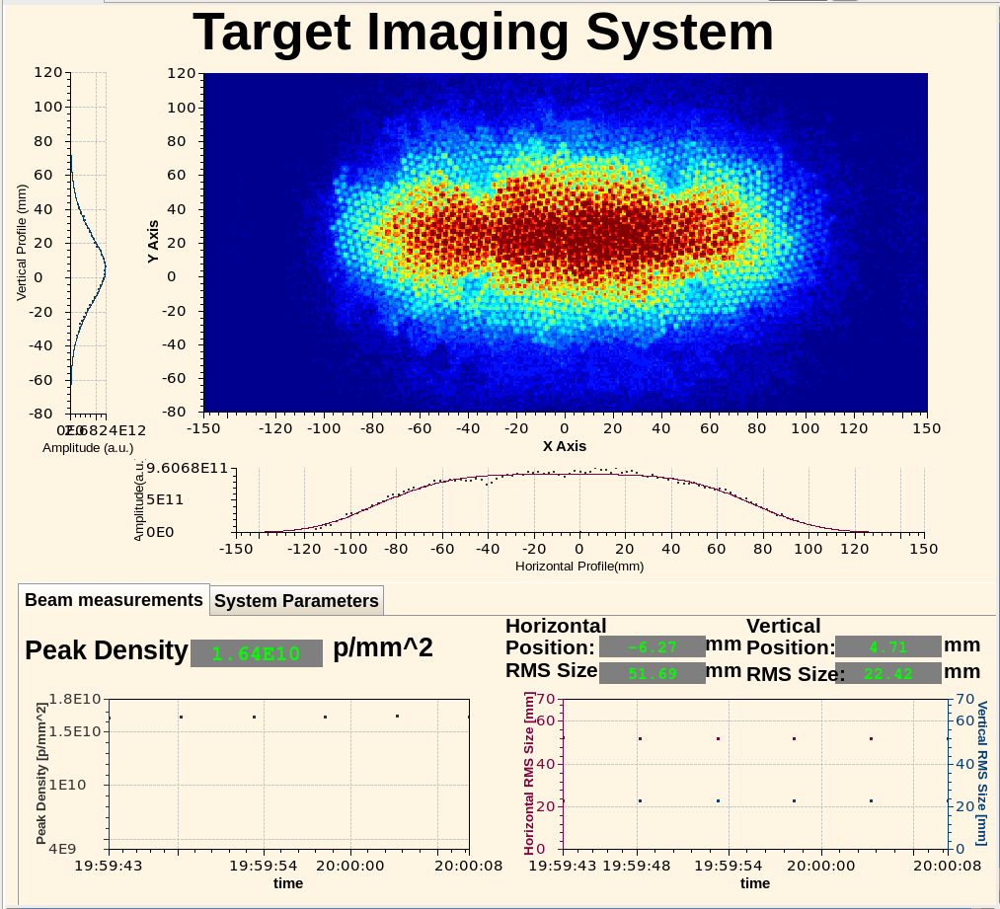 Target Imaging System
120
100
80
60
40
20
0
-20
-40
-60
-80
Vertical Profile (mm)
Amplitude (a.u.)
120
100
80
60
40
20
0
-20
-40
-60
-80
Y Axis
-150 -120 -100 -80 -60 -40 -20 0 20 40 60 80 100 120 150
X Axis
Amplitude(a.u.
9.6068E11
5E11
0E0
-150 -120 -100 -80 -60 -40 -20 0 20 40 60 80 100 120 150
Horizontal Profile(mm)
Beam measurements System Parameters
Peak Density 1.64E10 p/mm^2
Horizontal Vertical
Position: -6.27 mm Position: 4.71 mm
RMS Size 51.69 mm RMS Size: 22.42 mm
Peak Density [p/mm^2]
1.8E10
1.5E10
1E10
4E9
19:59:43 19:59:54 20:00:00 20:00:08
time
Horizontal RMS Size [mm]
70
60
40
20
0
19:59:43 19:59:48 19:59:54 20:00:00 20:00:08
time
70
60
40
20
0
Vertical RMS Size [mm]